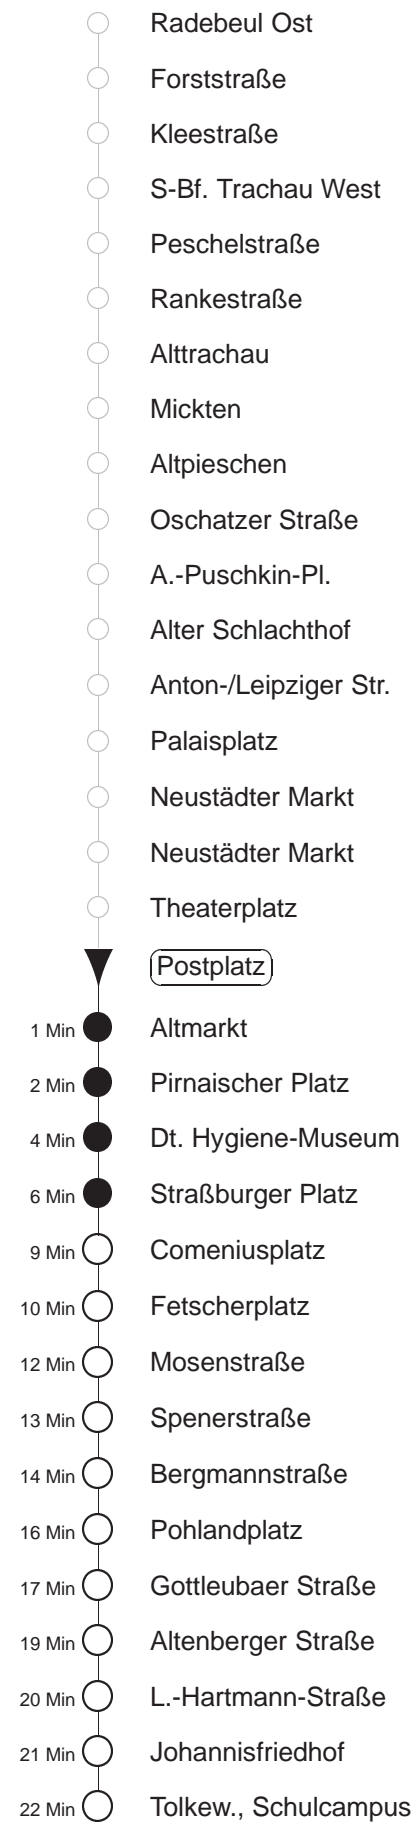 Radebeul Ost
Forststraße
Kleestraße
S-Bf. Trachau West
Peschelstraße
Rankestraße
Alttrachau
Mickten
Altpieschen
Oschatzer Straße
A.-Puschkin-Pl.
Alter Schlachthof
Anton-/Leipziger Str.
Palaisplatz
Neustädter Markt
Neustädter Markt
Theaterplatz
Postplatz
1 Min Altmarkt
2 Min Pirnaischer Platz
4 Min Dt. Hygiene-Museum
6 Min Straßburger Platz
9 Min Comeniusplatz
10 Min Fetscherplatz
12 Min Mosenstraße
13 Min Spenerstraße
14 Min Bergmannstraße
16 Min Pohlandplatz
17 Min Gottleubaer Straße
19 Min Altenberger Straße
20 Min L.-Hartmann-Straße
21 Min Johannisfriedhof
22 Min Tolkew., Schulcampus